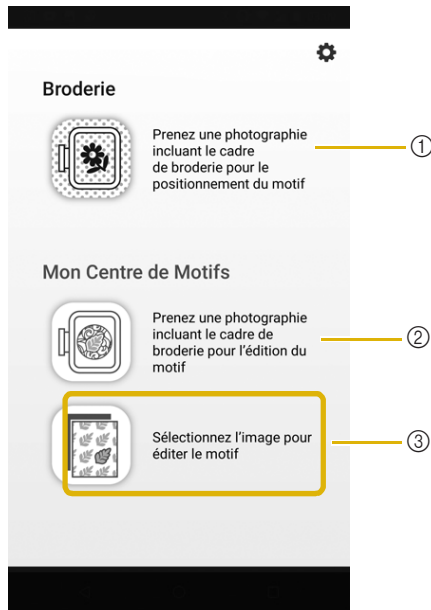 Broderie
Prenez une photographie
incluant le cadre
de broderie pour le
positionnement du motif
①
Mon Centre de Motifs
Prenez une photographie
incluant le cadre de
broderie pour l'édition du
motif
②
Sélectionnez l'image pour
éditer le motif
③